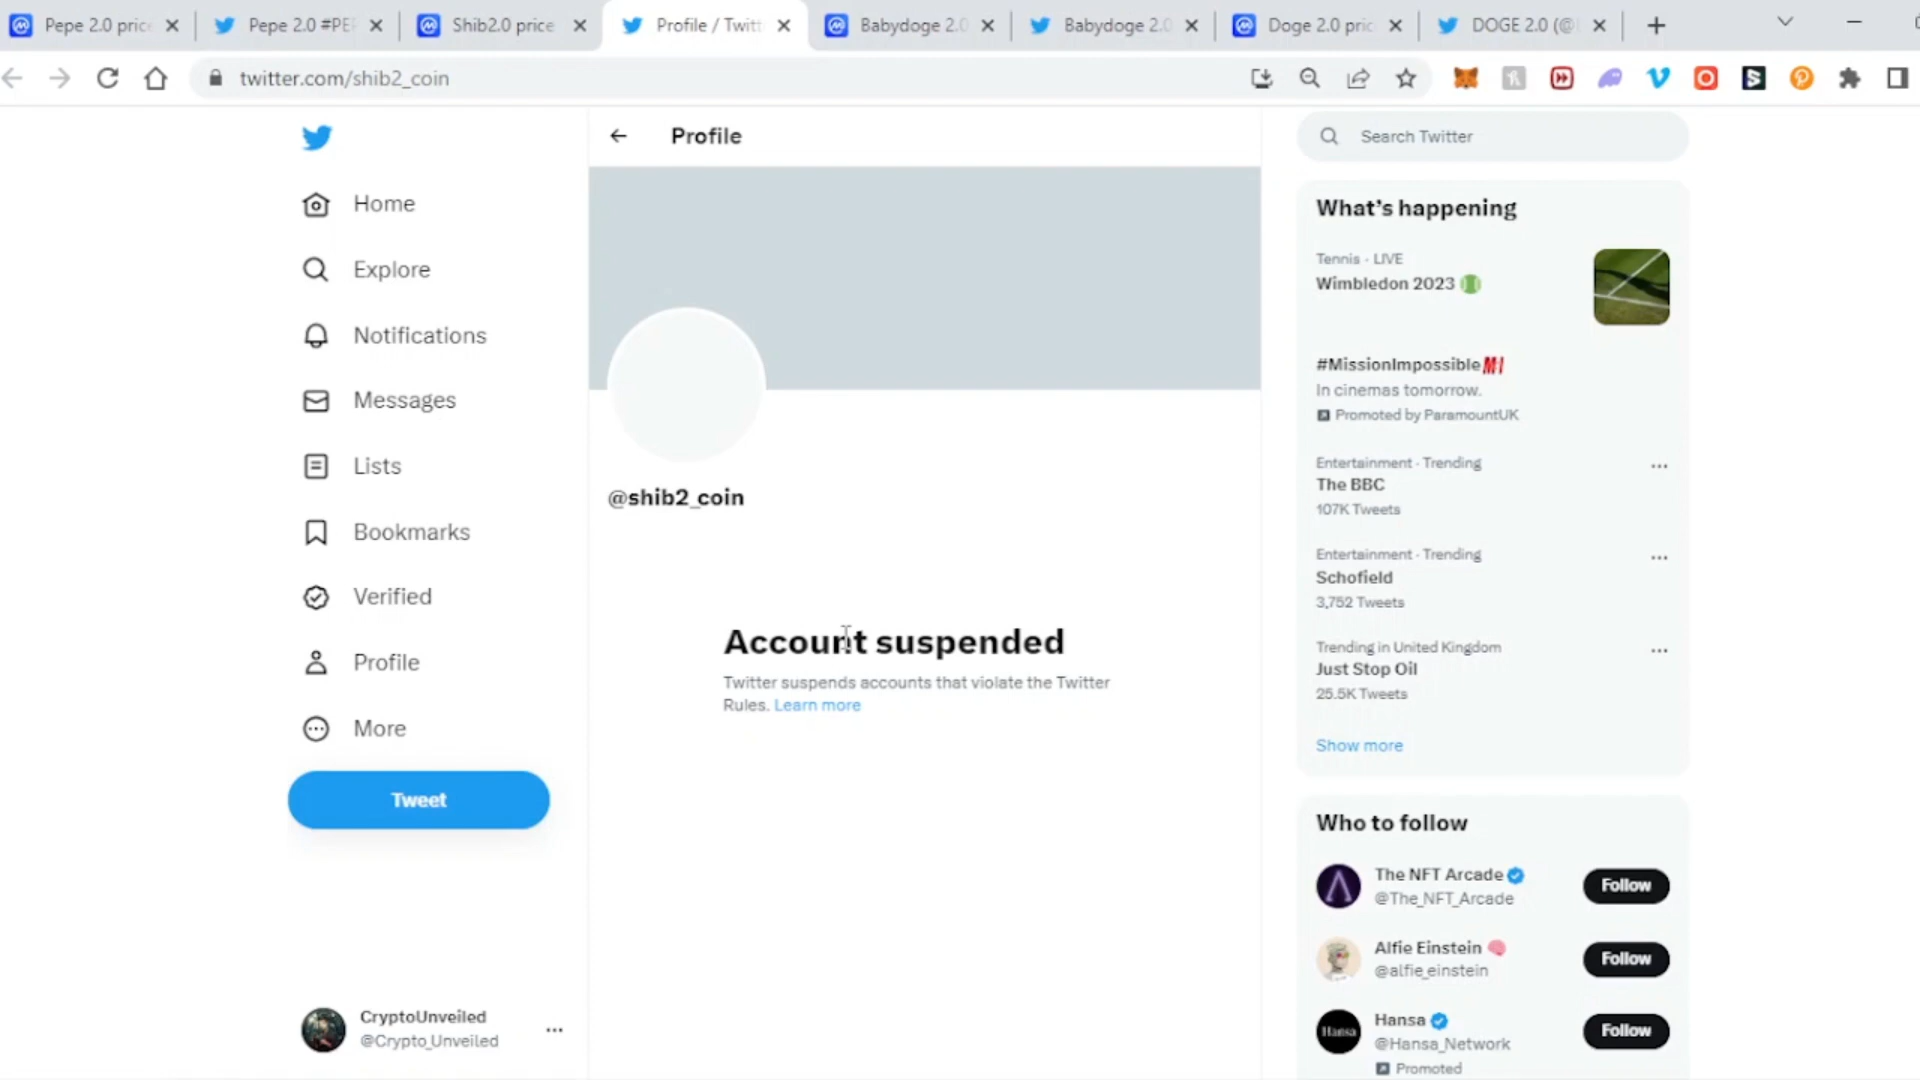 Pepe 2.0 price
Pepe 2.0 #PEP
Shib2.0 price
Profile / Twitt
Babydoge 2.0
Babydoge 2.0
Doge 2.0 pric
DOGE 2.0 (@
twitter.com/shib2_coin
Home
Explore
Notifications
Messages
Lists
Bookmarks
Verified
Profile
More
Tweet
CryptoUnveiled
@Crypto_Unveiled
Profile
@shib2_coin
Account suspended
Twitter suspends accounts that violate the Twitter
Rules. Learn more
Search Twitter
What's happening
Tennis · LIVE
Wimbledon 2023
#MissionImpossible
In cinemas tomorrow.
Promoted by ParamountUK
Entertainment · Trending
The BBC
107K Tweets
Entertainment · Trending
Schofield
3,752 Tweets
Trending in United Kingdom
Just Stop Oil
25.5K Tweets
Show more
Who to follow
The NFT Arcade
@The_NFT_Arcade
Follow
Alfie Einstein
@alfie_einstein
Follow
Hansa
Hansa
@Hansa_Network
Follow
Promoted